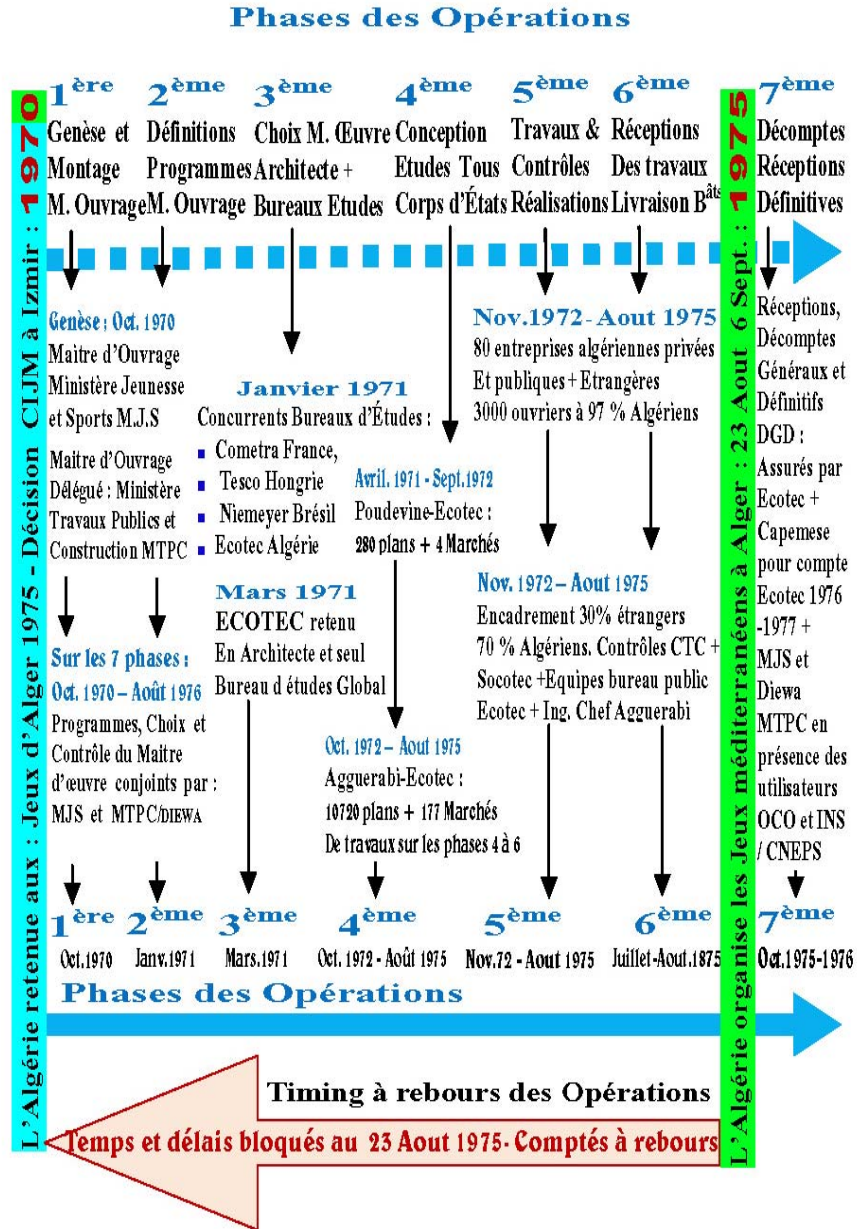 Phases des Opérations
L'Algérie retenue aux : Jeux d'Alger 1975 - Décision CIJM à Izmir : 1970
1ère
Genèse et
Montage
M. Ouvrage
2ème
Définitions
Programmes
M. Ouvrage
3ème
Choix M. Œuvre
Architecte +
Bureaux Etudes
4ème
Conception
Etudes Tous
Corps d'États
5ème
Travaux &
Contrôles
Réalisations
6ème
Réceptions
Des travaux
Livraison Bâts
L'Algérie organise les Jeux méditerranéens à Alger : 23 Aout 6 Sept. : 1975
7ème
Décomptes
Réceptions
Définitives
Genèse : Oct. 1970
Maitre d'Ouvrage
Ministère Jeunesse
et Sports M.J.S
Maitre d'Ouvrage
Délégué : Ministère
Travaux Publics et
Construction MTPC
Sur les 7 phases :
Oct. 1970 – Août 1976
Programmes, Choix et
Contrôle du Maitre
d'œuvre conjoints par :
MJS et MTPC/DIEWA
Janvier 1971
Concurrents Bureaux d'Études :
▪ Cometra France,
▪ Tesco Hongrie
▪ Niemeyer Brésil
▪ Ecotec Algérie
Mars 1971
ECOTEC retenu
En Architecte et seul
Bureau d études Global
Avril. 1971 - Sept.1972
Poudevine-Ecotec :
280 plans + 4 Marchés
Oct. 1972 – Aout 1975
Agguerabi-Ecotec :
10720 plans + 177 Marchés
De travaux sur les phases 4 à 6
Nov.1972- Aout 1975
80 entreprises algériennes privées
Et publiques + Etrangères
3000 ouvriers à 97 % Algériens
Nov. 1972 – Aout 1975
Encadrement 30% étrangers
70 % Algériens. Contrôles CTC +
Socotec +Equipes bureau public
Ecotec + Ing. Chef Agguerabi
Réceptions,
Décomptes
Généraux et
Définitifs
DGD :
Assurés par
Ecotec +
Capemese
pour compte
Ecotec 1976
-1977 +
MJS et
Diewa
MTPC en
présence des
utilisateurs
OCO et INS
/ CNEPS
1ère
Oct.1970
2ème
Janv.1971
3ème
Mars.1971
4ème
Oct. 1972 - Août 1975
5ème
Nov.72 - Aout 1975
6ème
Juillet-Aout.1875
7ème
Oct.1975-1976
Phases des Opérations
Timing à rebours des Opérations
Temps et délais bloqués au 23 Aout 1975- Comptés à rebours